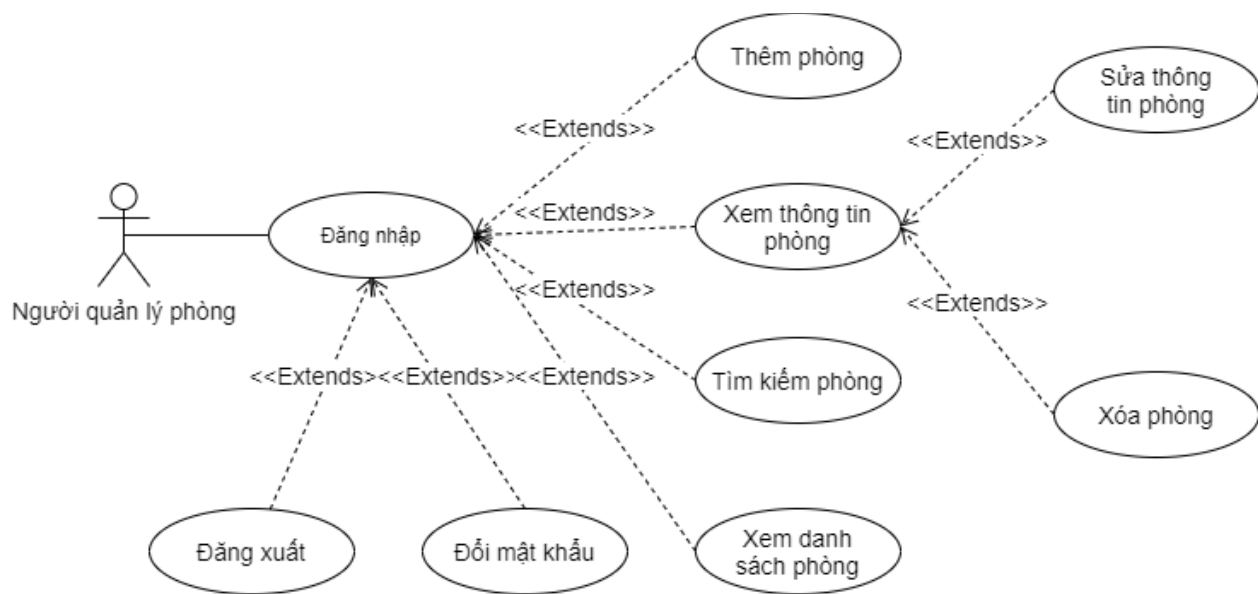 Thêm phòng
Sửa thông
tin phòng
<<Extends>>
<<Extends>>
Đăng nhập
<<Extends>>
Xem thông tin
phòng
Người quản lý phòng
<<Extends>>
<<Extends>>
<<Extends>>
<<Extends>>
<<Extends>>
Tìm kiếm phòng
Xóa phòng
Đăng xuất
Đổi mật khẩu
Xem danh
sách phòng